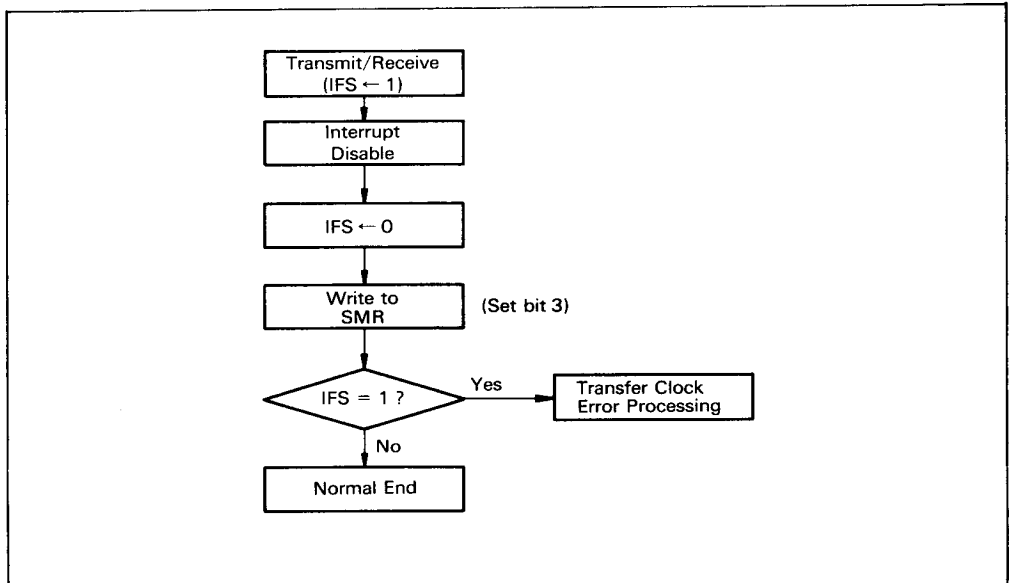 Transmit/Receive
(IFS ← 1)
Interrupt
Disable
IFS ← 0
Write to
SMR
(Set bit 3)
IFS = 1 ?
Yes
Transfer Clock
Error Processing
No
Normal End